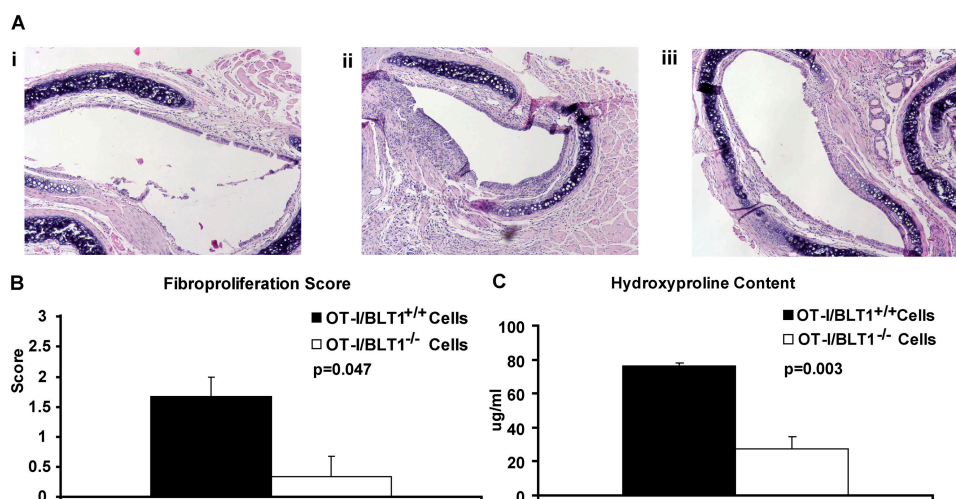 A
i
ii
iii
B
Fibroproliferation Score
OT-I/BLT1+/+ Cells
OT-I/BLT1-/- Cells
p=0.047
3
2.5
2
1.5
1
0.5
0
Score
C
Hydroxyproline Content
OT-I/BLT1+/+Cells
OT-I/BLT1-/- Cells
p=0.003
100
80
60
40
20
0
ug/ml